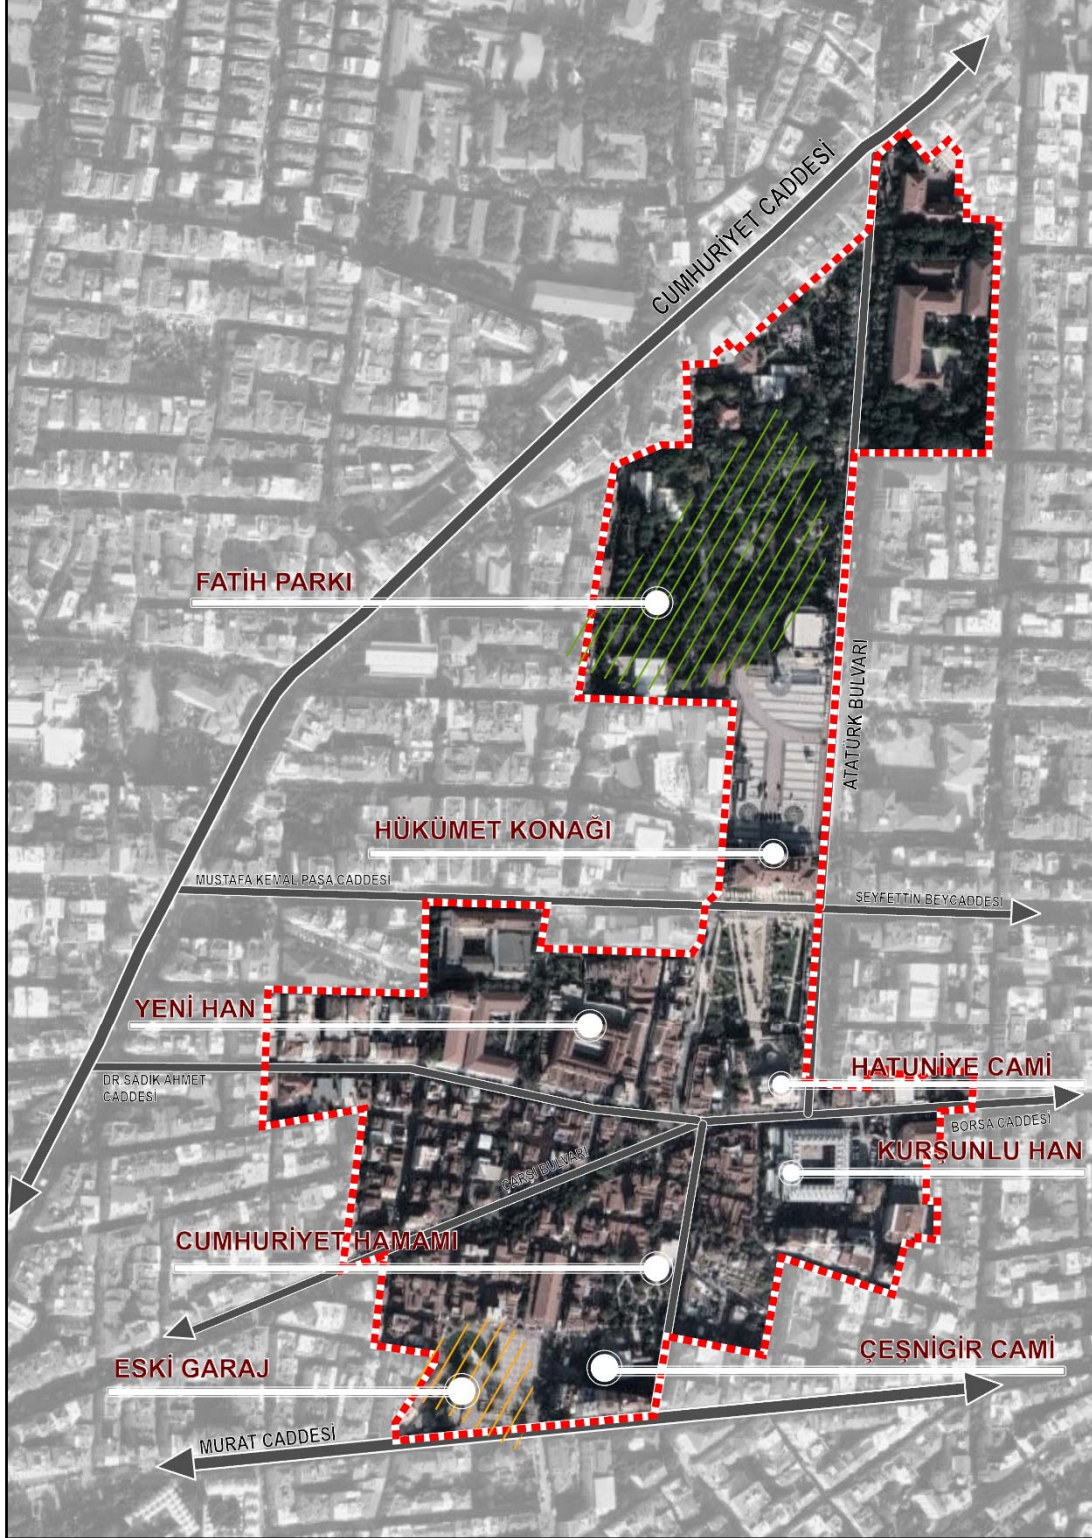 CUMHURİYET CADDESİ
FATİH PARKI
ATATÜRK BULVARI
HÜKÜMET KONAĞI
MUSTAFA KEMAL PAŞA CADDESİ
SEYFETTİN BEYCADDESİ
YENİ HAN
HATUNİYE CAMİ
DR.SADIK AHMET
CADDESİ
BORSA CADDESİ
KURŞUNLU HAN
ÇARŞI BULVARI
CUMHURİYET HAMAMI
ÇEŞNİGİR CAMİ
ESKİ GARAJ
MURAT CADDESİ